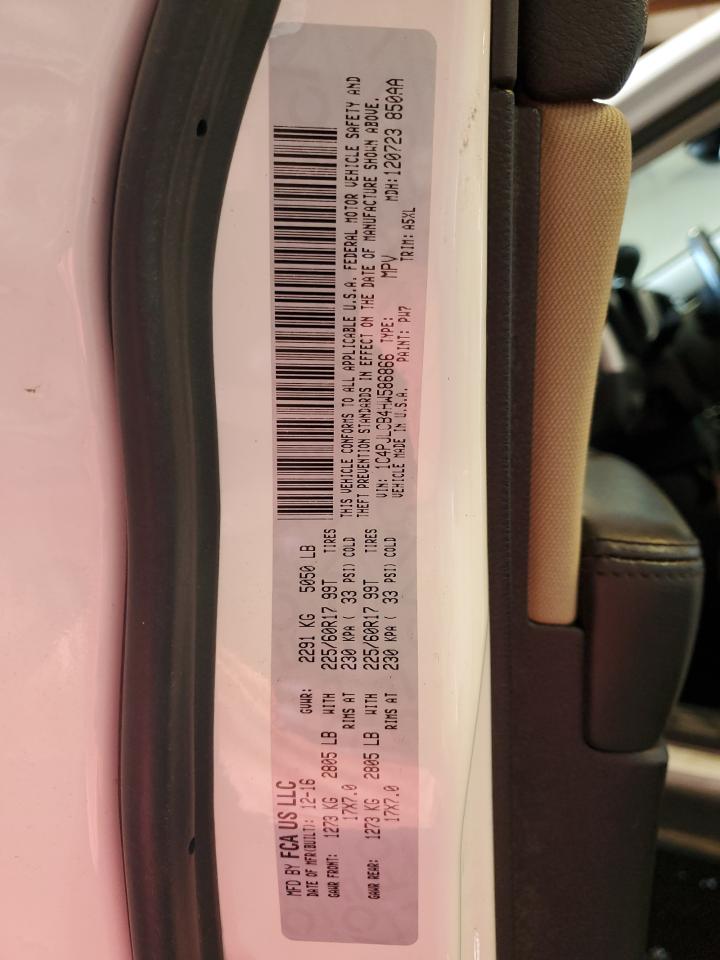 MFD BY FCA US LLC
DATE OF MFR(BUILT): 12-16 GVWR: 2291 KG 5050 LB
GAWR FRONT: 1273 KG 2805 LB WITH 225/60R17 99T TIRES
17X7.0 RIMS AT 230 KPA ( 33 PSI) COLD
GAWR REAR: 1273 KG 2805 LB WITH 225/60R17 99T TIRES
17X7.0 RIMS AT 230 KPA ( 33 PSI) COLD
THIS VEHICLE CONFORMS TO ALL APPLICABLE U.S.A. FEDERAL MOTOR VEHICLE SAFETY AND
THEFT PREVENTION STANDARDS IN EFFECT ON THE DATE OF MANUFACTURE SHOWN ABOVE.
VIN: 1C4PJLCB4HW586866 TYPE: MPV MDH:120723 850AA
VEHICLE MADE IN U.S.A. PAINT: PW7 TRIM: A5XL